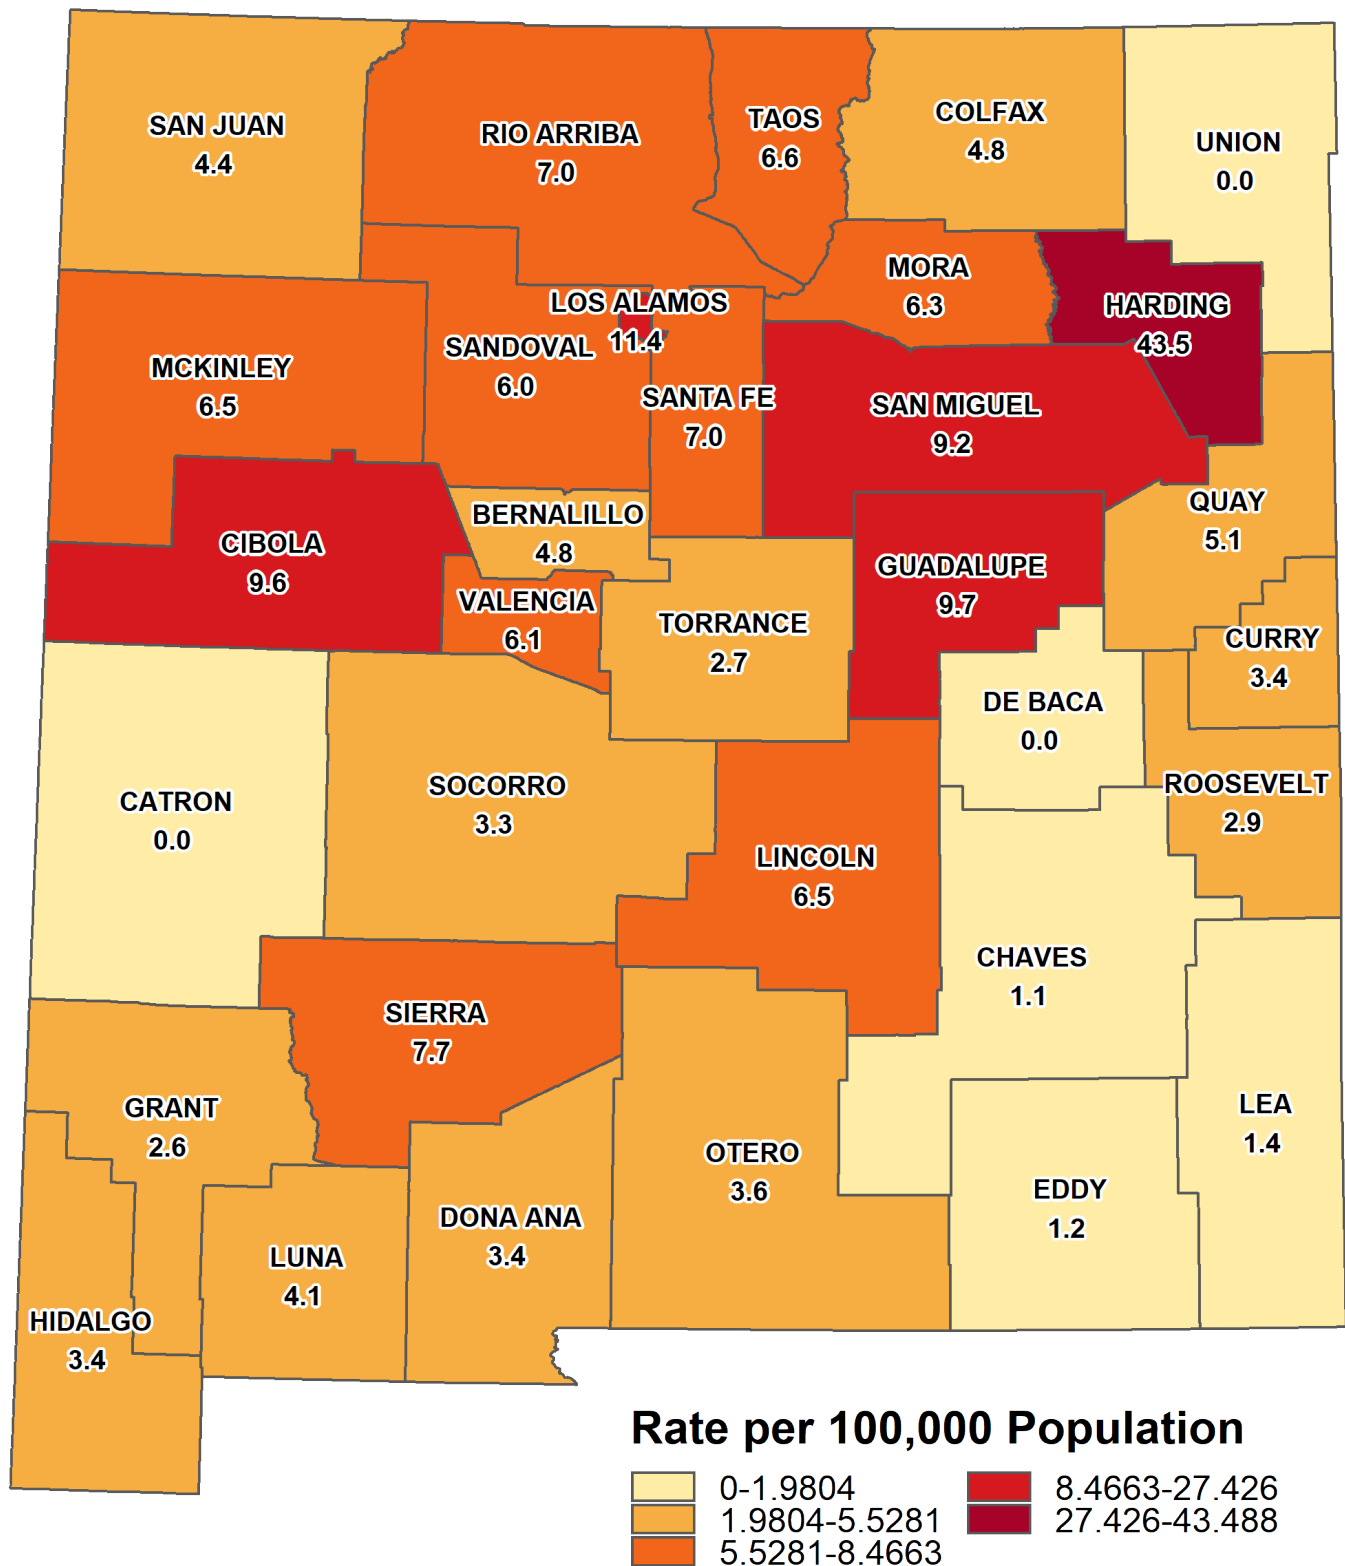 SAN JUAN
4.4
RIO ARRIBA
7.0
TAOS
6.6
COLFAX
4.8
UNION
0.0
MORA
6.3
HARDING
43.5
LOS ALAMOS
11.4
SANDOVAL
6.0
MCKINLEY
6.5
SANTA FE
7.0
SAN MIGUEL
9.2
QUAY
5.1
BERNALILLO
4.8
CIBOLA
9.6
GUADALUPE
9.7
VALENCIA
6.1
TORRANCE
2.7
CURRY
3.4
DE BACA
0.0
ROOSEVELT
2.9
SOCORRO
3.3
CATRON
0.0
LINCOLN
6.5
CHAVES
1.1
SIERRA
7.7
GRANT
2.6
LEA
1.4
OTERO
3.6
EDDY
1.2
DONA ANA
3.4
LUNA
4.1
HIDALGO
3.4
Rate per 100,000 Population
0-1.9804
1.9804-5.5281
5.5281-8.4663
8.4663-27.426
27.426-43.488